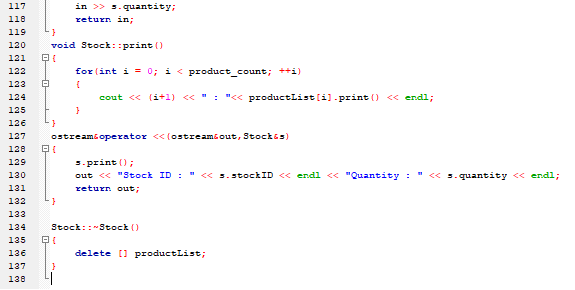 117 in >> s.quantity;
118 return in;
119 }
120 void Stock::print()
121 {
122 for(int i = 0; i < product_count; ++i)
123 {
124 cout << (i+1) << " : "<< productList[i].print() << endl;
125 }
126 }
127 ostream&operator <<(ostream&out,Stock&s)
128 {
129 s.print();
130 out << "Stock ID : " << s.stockID << endl << "Quantity : " << s.quantity << endl;
131 return out;
132 }
133
134 Stock::~Stock()
135 {
136 delete [] productList;
137 }
138